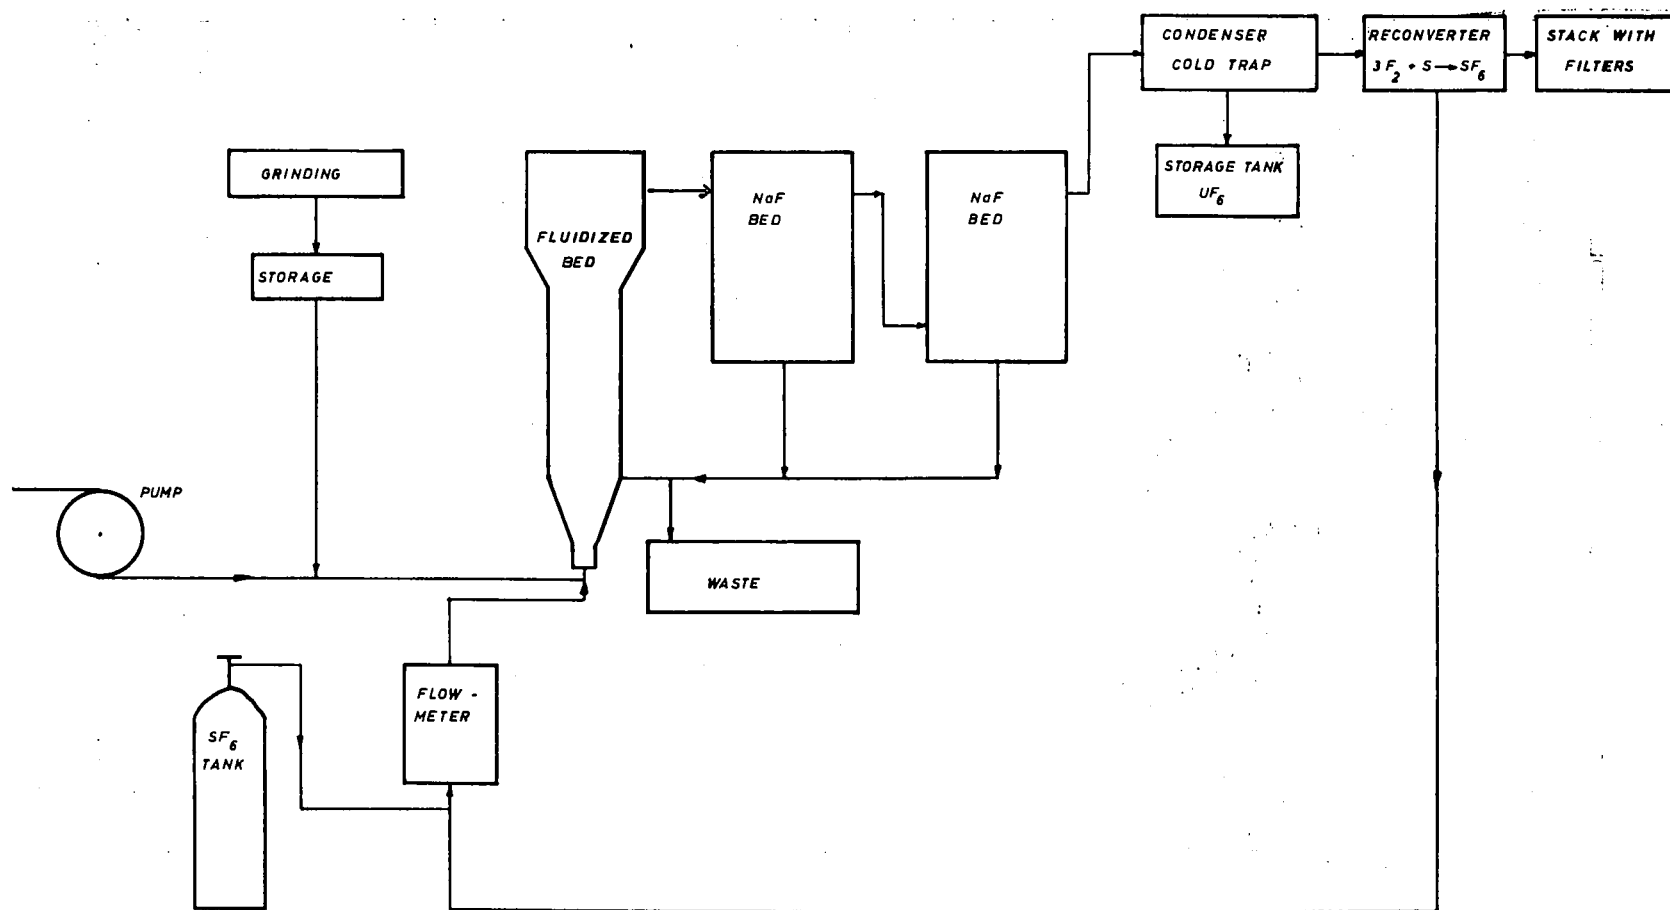 CONDENSER
COLD TRAP
RECONVERTER
3F₂ + S → SF₆
STACK WITH
FILTERS
GRINDING
STORAGE
FLUIDIZED
BED
NaF
BED
NaF
BED
STORAGE TANK
UF₆
PUMP
WASTE
FLOW -
METER
SF₆
TANK